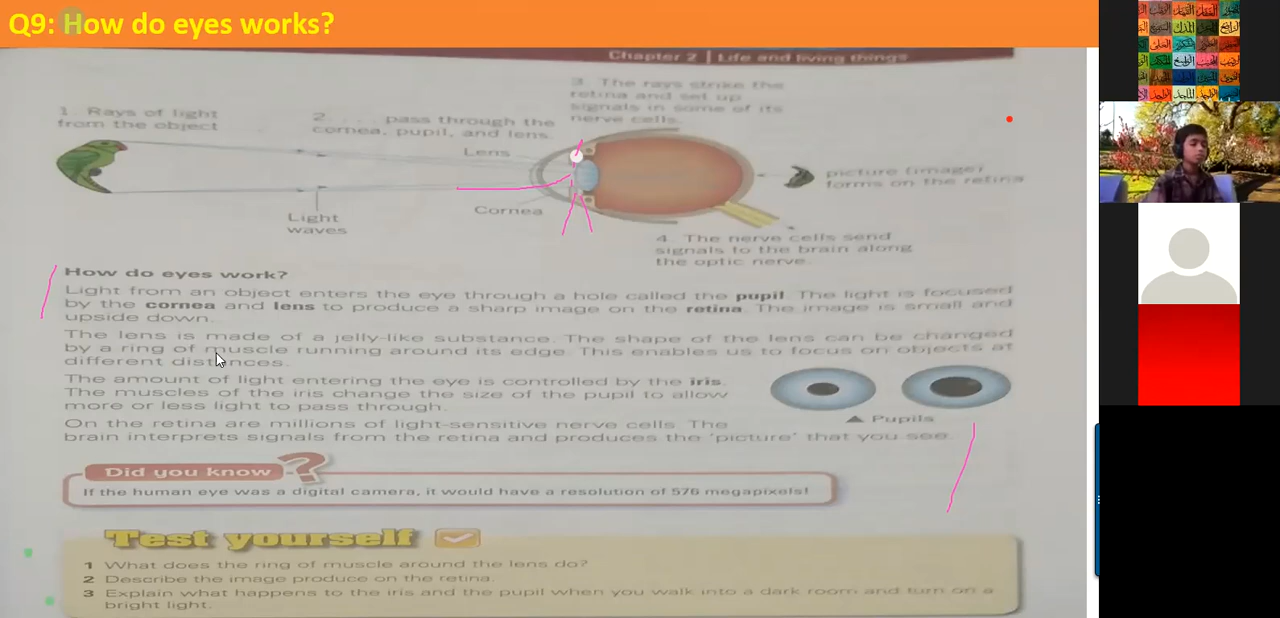 Q9: How do eyes works?
Chapter 2 | Life and living things
1. Rays of light
from the object
2. . . . . pass through the
cornea, pupil, and lens.
3. The rays strike the
retina and set up
signals in some of its
nerve cells.
Lens
Cornea
Light
waves
picture (image)
forms on the retina
4. The nerve cells send
signals to the brain along
the optic nerve.
How do eyes work?
Light from an object enters the eye through a hole called the pupil. The light is focused
by the cornea and lens to produce a sharp image on the retina. The image is small and
upside down.
The lens is made of a jelly-like substance. The shape of the lens can be changed
by a ring of muscle running around its edge. This enables us to focus on objects at
different distances.
The amount of light entering the eye is controlled by the iris.
The muscles of the iris change the size of the pupil to allow
more or less light to pass through.
▲ Pupils
On the retina are millions of light-sensitive nerve cells. The
brain interprets signals from the retina and produces the 'picture' that you see.
Did you know ?
If the human eye was a digital camera, it would have a resolution of 576 megapixels!
Test yourself
1 What does the ring of muscle around the lens do?
2 Describe the image produce on the retina.
3 Explain what happens to the iris and the pupil when you walk into a dark room and turn on a
bright light.